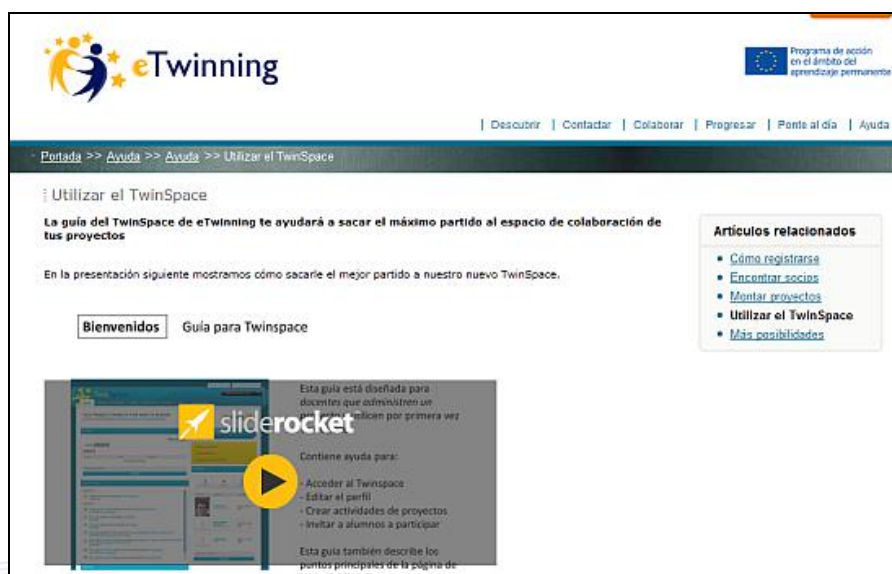 eTwinning
Programa de acción
en el ámbito del
aprendizaje permanente
| Descubrir | Contactar | Colaborar | Progresar | Ponte al día | Ayuda
Portada >> Ayuda >> Ayuda >> Utilizar el TwinSpace
Utilizar el TwinSpace
La guía del TwinSpace de eTwinning te ayudará a sacar el máximo partido al espacio de colaboración de
tus proyectos
En la presentación siguiente mostramos cómo sacarle el mejor partido a nuestro nuevo TwinSpace.
Bienvenidos Guía para Twinspace
Esta guía está diseñada para
docentes que administren un
utilicen por primera vez
sliderocket
Contiene ayuda para:
- Acceder al Twinspace
- Editar el perfil
- Crear actividades de proyectos
- Invitar a alumnos a participar
Esta guía también describe los
puntos principales de la página de
Artículos relacionados
• Cómo registrarse
• Encontrar socios
• Montar proyectos
• Utilizar el TwinSpace
• Más posibilidades